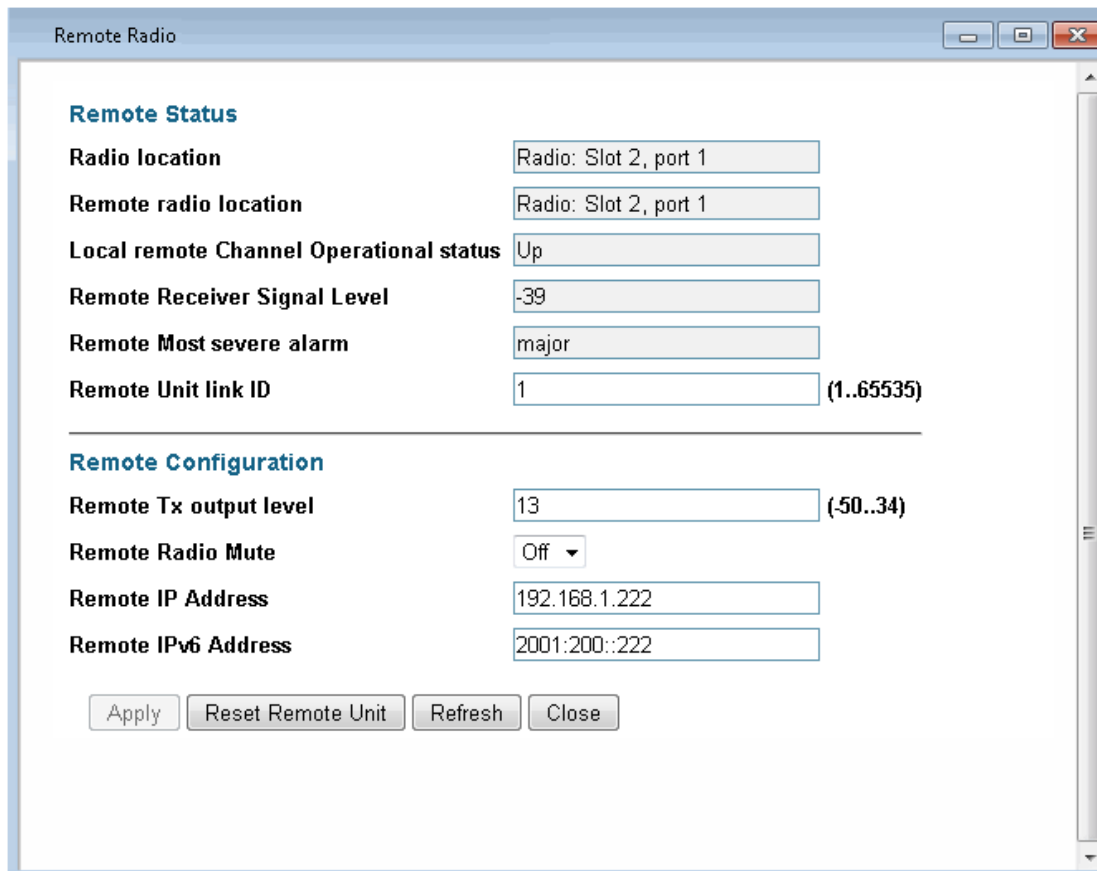 Remote Radio
Remote Status
Radio location Radio: Slot 2, port 1
Remote radio location Radio: Slot 2, port 1
Local remote Channel Operational status Up
Remote Receiver Signal Level -39
Remote Most severe alarm major
Remote Unit link ID 1 (1..65535)
Remote Configuration
Remote Tx output level 13 (-50..34)
Remote Radio Mute Off
Remote IP Address 192.168.1.222
Remote IPv6 Address 2001:200::222
Apply Reset Remote Unit Refresh Close